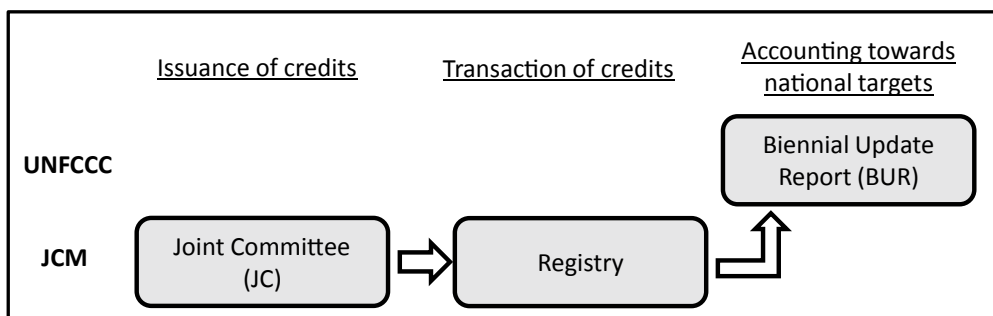 Issuance of credits
Transaction of credits
Accounting towards
national targets
UNFCCC
Biennial Update
Report (BUR)
JCM
Joint Committee
(JC)
Registry